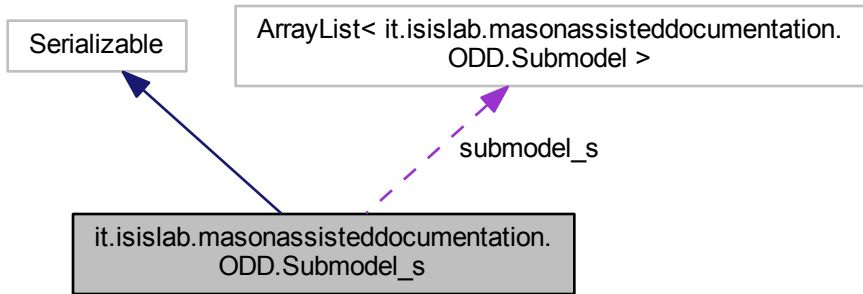 Serializable
ArrayList< it.isislab.masonassisteddocumentation.
ODD.Submodel >
submodel_s
it.isislab.masonassisteddocumentation.
ODD.Submodel_s